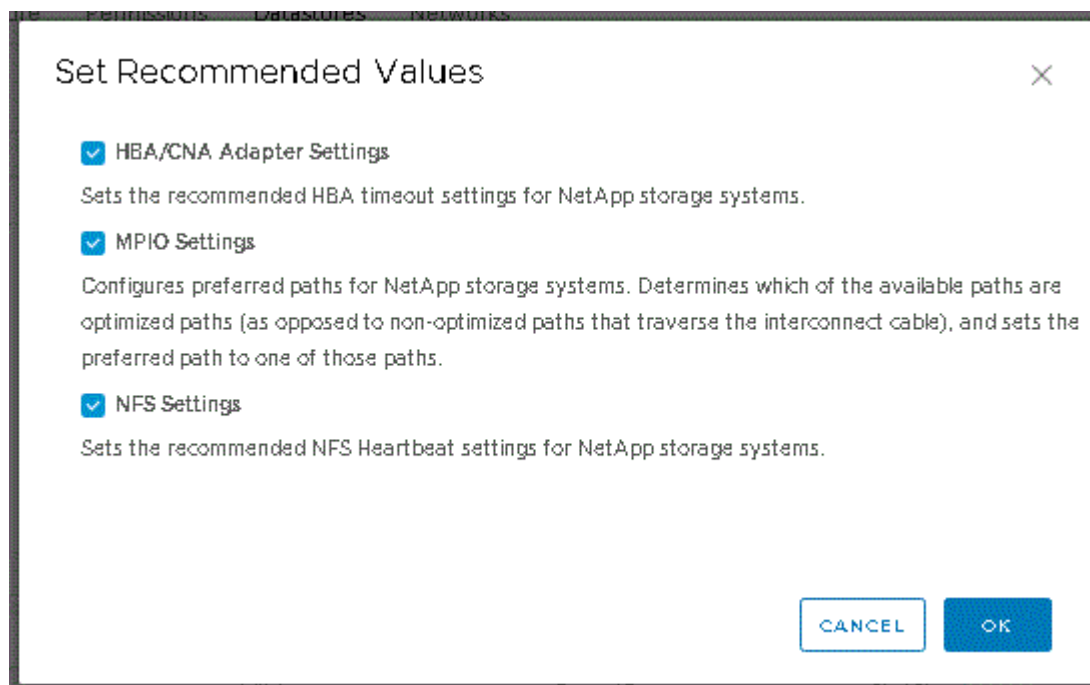 Permissions Datastores Networks
Set Recommended Values
HBA/CNA Adapter Settings
Sets the recommended HBA timeout settings for NetApp storage systems.
MPIO Settings
Configures preferred paths for NetApp storage systems. Determines which of the available paths are
optimized paths (as opposed to non-optimized paths that traverse the interconnect cable), and sets the
preferred path to one of those paths.
NFS Settings
Sets the recommended NFS Heartbeat settings for NetApp storage systems.
CANCEL OK